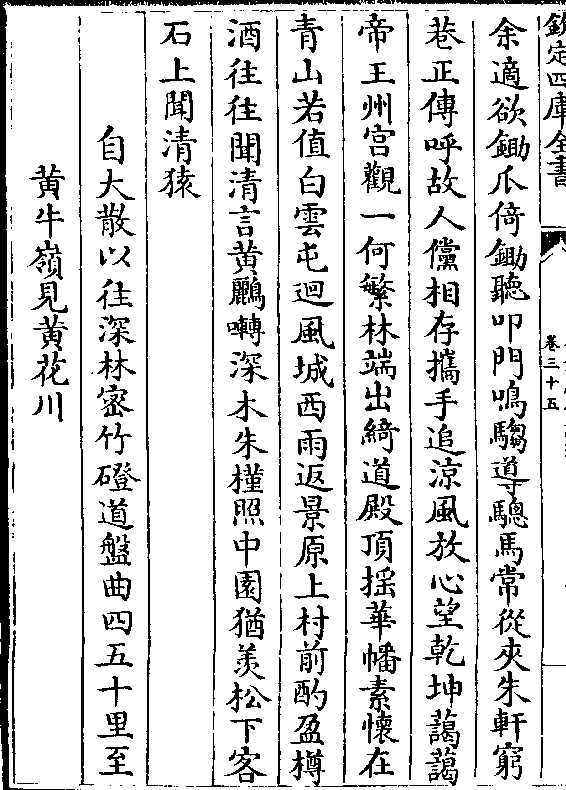 欽定四庫全書
卷三十五
余適欲鋤瓜倚鋤聽叩門鳴騶導驄馬常從夾朱軒窮
巷正傳呼故人儻相存攜手追涼風放心望乾坤藹藹
帝王州宮觀一何繁林端出綺道殿頂揺華幡素懷在
青山若值白雲屯迴風城西雨返景原上村前酌盈樽
酒往往聞清言黄鸝囀深木朱槿照中園猶羡松下客
石上聞清猿
自大散以往深林密竹磴道盤曲四五十里至
黄牛嶺見黄花川